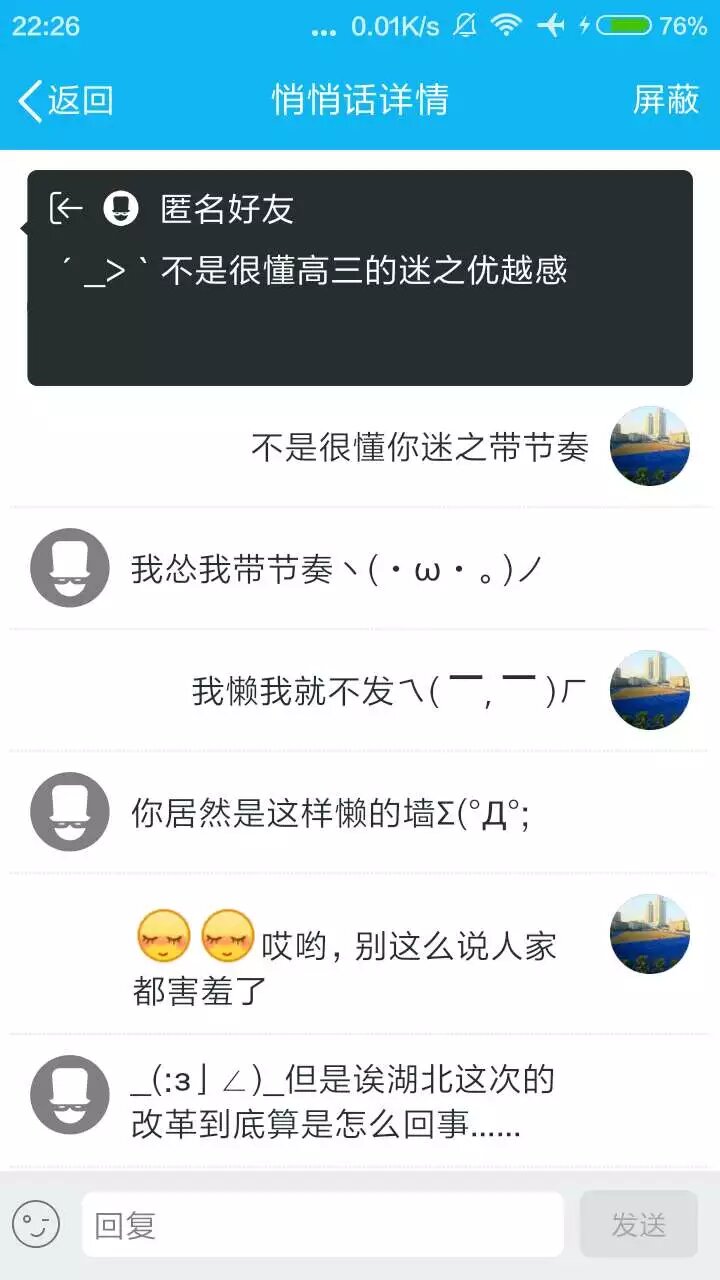 22:26 ... 0.01K/s 76%
返回 悄悄话详情 屏蔽
匿名好友
´ _> ` 不是很懂高三的迷之优越感
不是很懂你迷之带节奏
我怂我带节奏ヽ(・ω・。)ノ
我懒我就不发ㄟ( ▔, ▔ )ㄏ
你居然是这样懒的墙Σ(°Д°;
哎哟，别这么说人家
都害羞了
_(:з」∠)_但是诶湖北这次的
改革到底算是怎么回事……
回复 发送